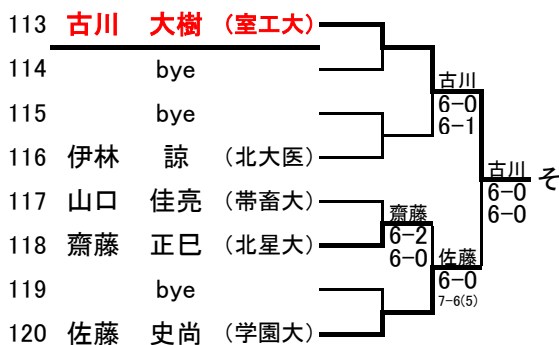 113 古川 大樹 (室工大)
114 bye
115 bye
116 伊林 諒 (北大医)
117 山口 佳亮 (帯畜大)
118 齋藤 正巳 (北星大)
119 bye
120 佐藤 史尚 (学園大)
齋藤
6-2
6-0
古川
6-0
6-1
佐藤
6-0
7-6(5)
古川
6-0
6-0
そ